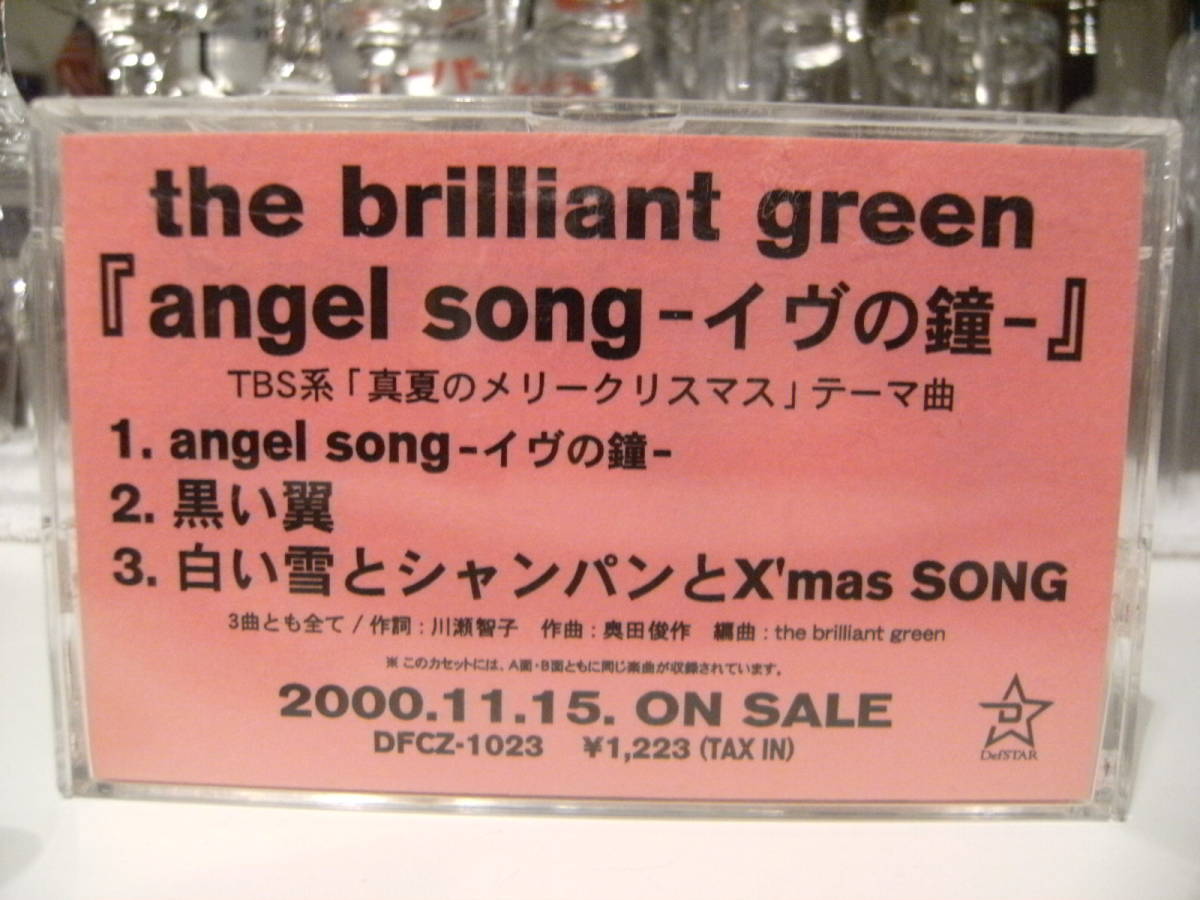 the brilliant green
『angel song-イヴの鐘-』
TBS系「真夏のメリークリスマス」テーマ曲
1. angel song-イヴの鐘-
2. 黒い翼
3. 白い雪とシャンパンとX'mas SONG
3曲とも全て / 作詞 : 川瀬智子 作曲 : 奥田俊作 編曲 : the brilliant green
※ このカセットには、A面・B面ともに同じ楽曲が収録されています。
2000.11.15. ON SALE
DFCZ-1023 ¥1,223 (TAX IN)
D
DefSTAR